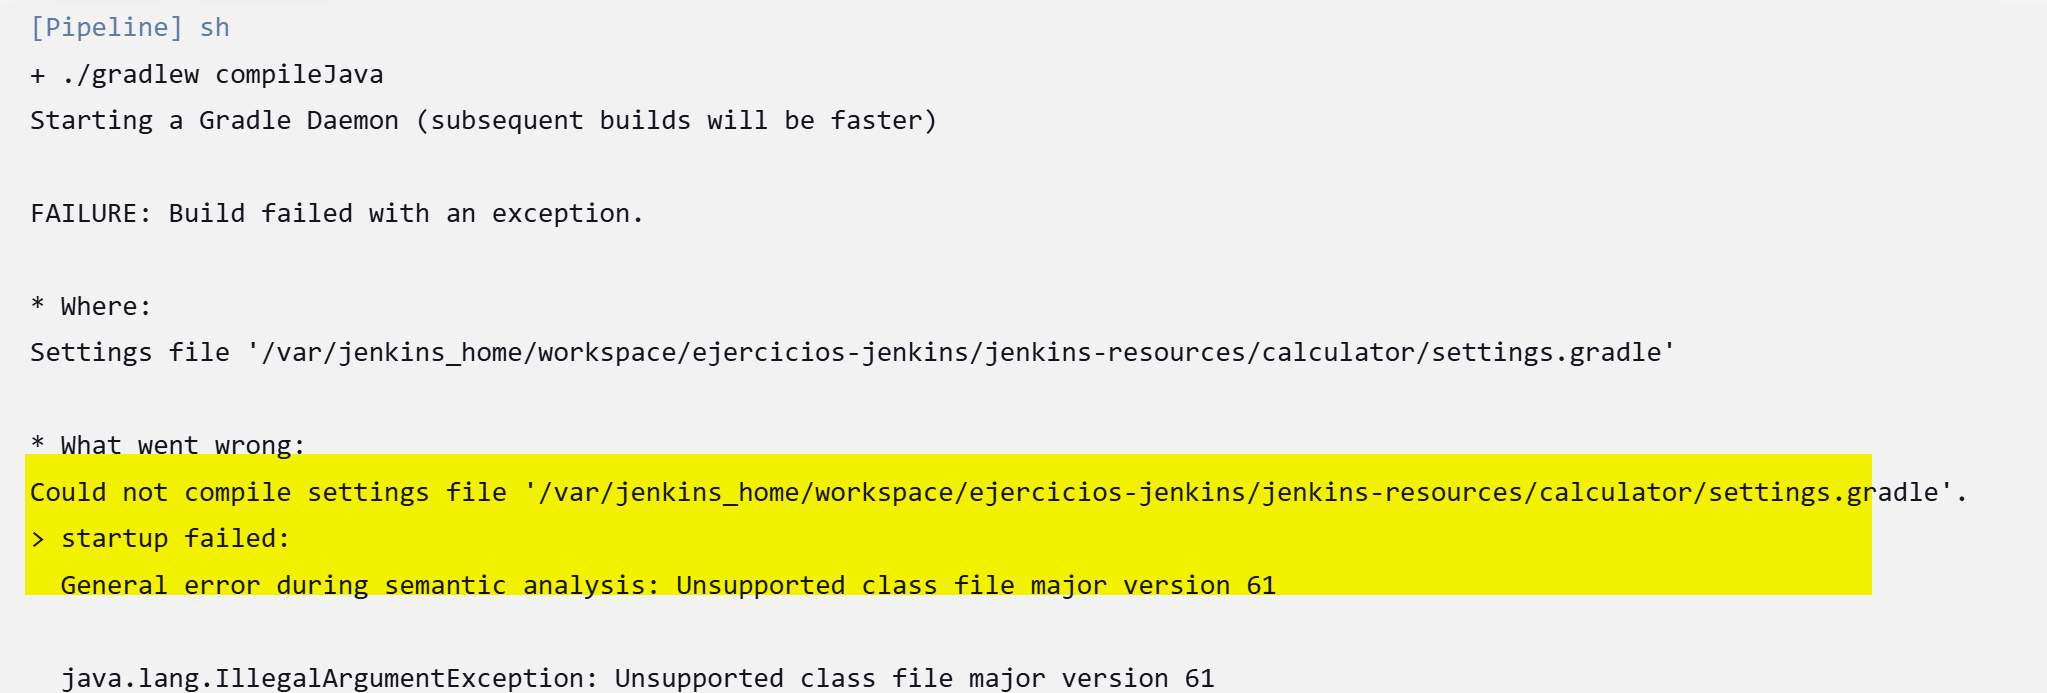 [Pipeline] sh
+ ./gradlew compileJava
Starting a Gradle Daemon (subsequent builds will be faster)
FAILURE: Build failed with an exception.
* Where:
Settings file '/var/jenkins_home/workspace/ejercicios-jenkins/jenkins-resources/calculator/settings.gradle'
* What went wrong:
Could not compile settings file '/var/jenkins_home/workspace/ejercicios-jenkins/jenkins-resources/calculator/settings.gradle'.
> startup failed:
General error during semantic analysis: Unsupported class file major version 61
java.lang.IllegalArgumentException: Unsupported class file major version 61